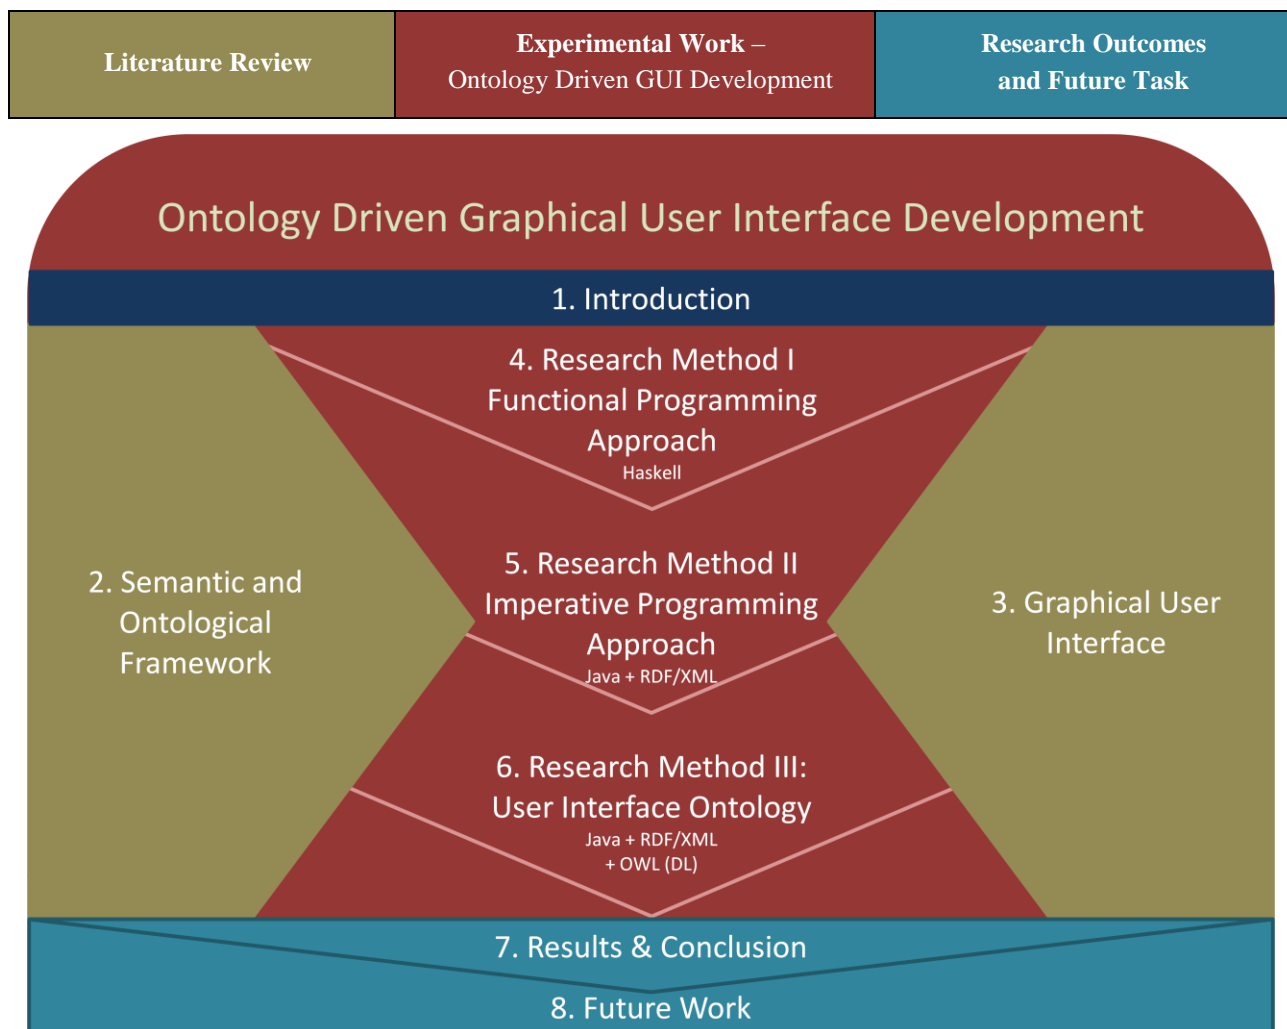 Literature Review
Experimental Work –
Ontology Driven GUI Development
Research Outcomes
and Future Task
Ontology Driven Graphical User Interface Development
1. Introduction
4. Research Method I
Functional Programming
Approach
Haskell
2. Semantic and
Ontological
Framework
5. Research Method II
Imperative Programming
Approach
Java + RDF/XML
3. Graphical User
Interface
6. Research Method III:
User Interface Ontology
Java + RDF/XML
+ OWL (DL)
7. Results & Conclusion
8. Future Work